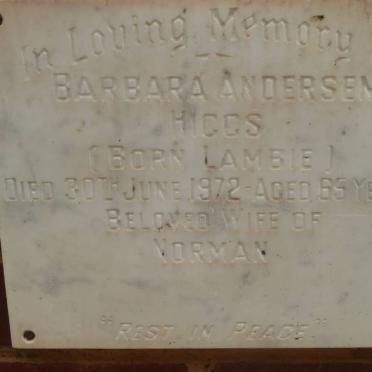 In Loving Memory
BARBARA ANDERSEN
HIGGS
(BORN LAMBIE)
DIED 30TH JUNE 1972 - AGED 65 YE
BELOVED WIFE OF
NORMAN
"REST IN PEACE"